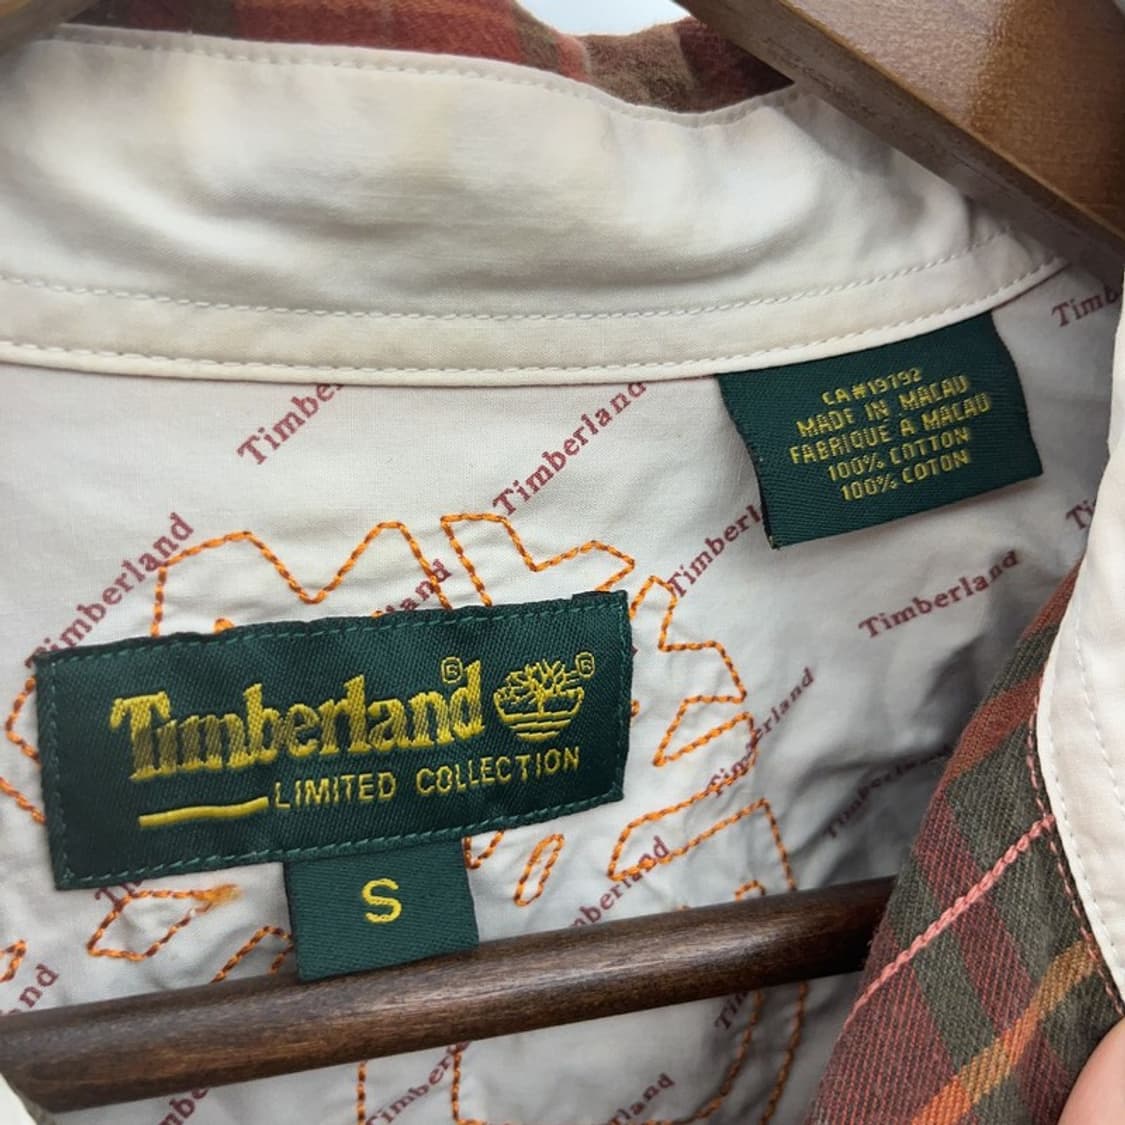 CA#19792
MADE IN MACAU
FABRIQUE A MACAU
100% COTTON
100% COTON
Timberland
Timberland
Timberland
Timberland
Timberland
Timberland
Timberland® ®
LIMITED COLLECTION
S